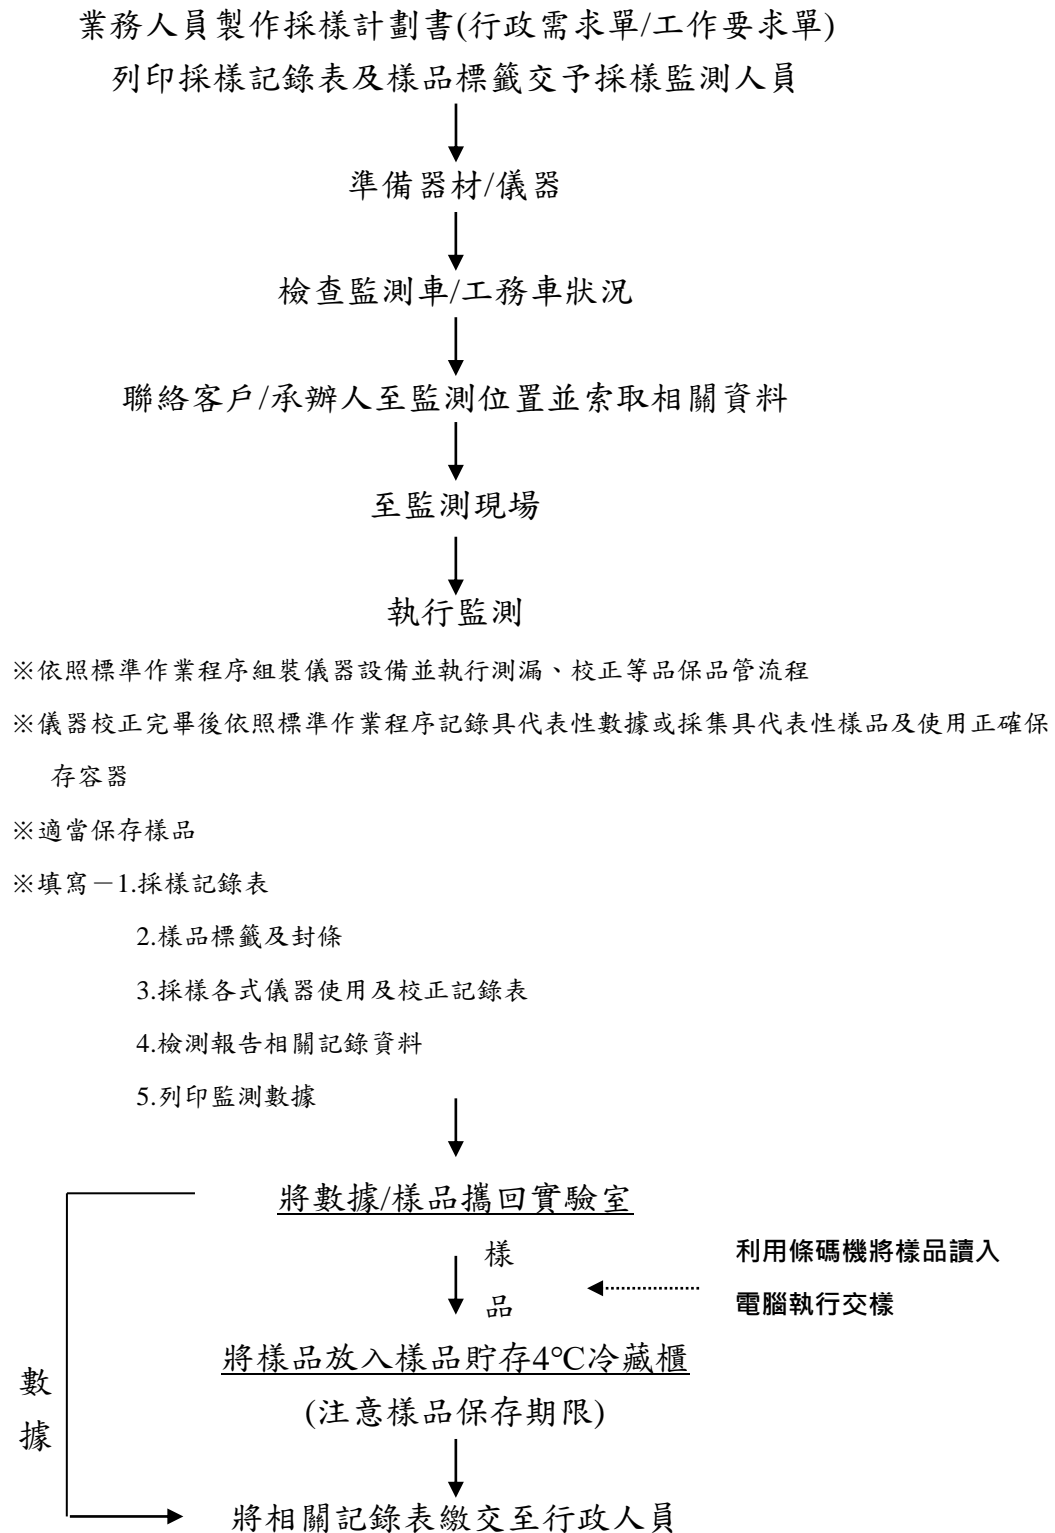 業務人員製作採樣計劃書(行政需求單/工作要求單)
列印採樣記錄表及樣品標籤交予採樣監測人員
準備器材/儀器
檢查監測車/工務車狀況
聯絡客戶/承辦人至監測位置並索取相關資料
至監測現場
執行監測
※依照標準作業程序組裝儀器設備並執行測漏、校正等品保品管流程
※儀器校正完畢後依照標準作業程序記錄具代表性數據或採集具代表性樣品及使用正確保
存容器
※適當保存樣品
※填寫－1.採樣記錄表
2.樣品標籤及封條
3.採樣各式儀器使用及校正記錄表
4.檢測報告相關記錄資料
5.列印監測數據
將數據/樣品攜回實驗室
樣
品
利用條碼機將樣品讀入
電腦執行交樣
將樣品放入樣品貯存4°C冷藏櫃
(注意樣品保存期限)
數
據
將相關記錄表繳交至行政人員